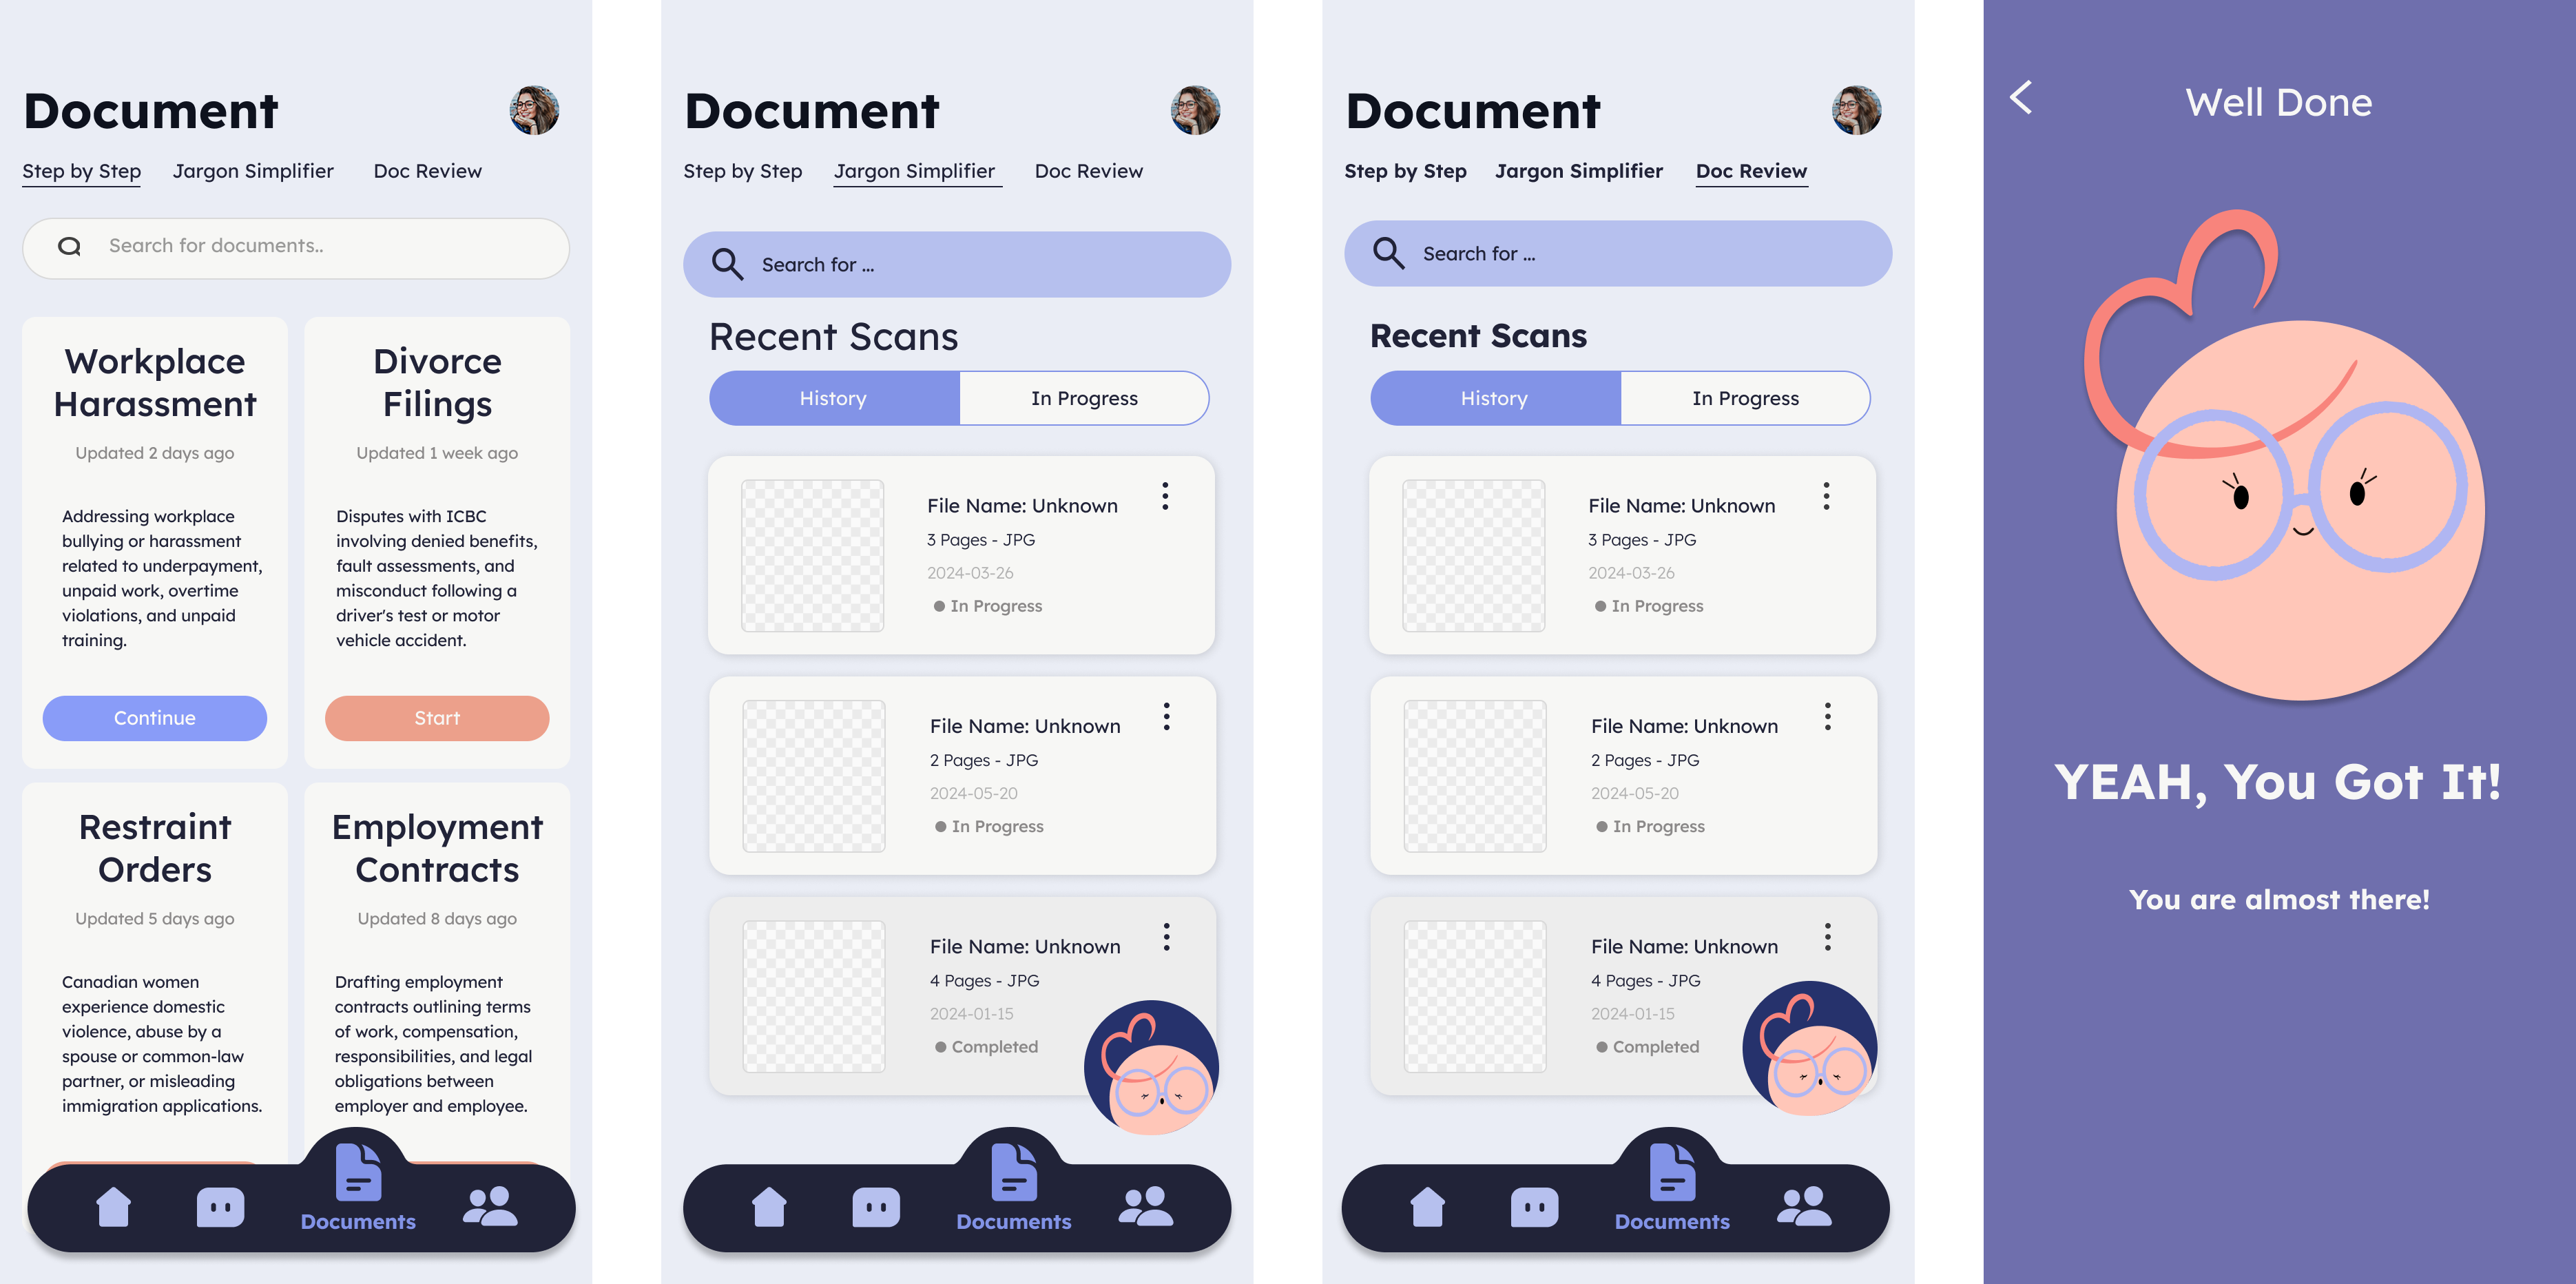 Document
Step by Step Jargon Simplifier Doc Review
Search for documents..
Workplace
Harassment
Updated 2 days ago
Addressing workplace
bullying or harassment
related to underpayment,
unpaid work, overtime
violations, and unpaid
training.
Continue
Divorce
Filings
Updated 1 week ago
Disputes with ICBC
involving denied benefits,
fault assessments, and
misconduct following a
driver's test or motor
vehicle accident.
Start
Restraint
Orders
Updated 5 days ago
Canadian women
experience domestic
violence, abuse by a
spouse or common-law
partner, or misleading
immigration applications.
Employment
Contracts
Updated 8 days ago
Drafting employment
contracts outlining terms
of work, compensation,
responsibilities, and legal
obligations between
employer and employee.
Documents
Document
Step by Step Jargon Simplifier Doc Review
Search for ...
Recent Scans
History In Progress
File Name: Unknown
3 Pages - JPG
2024-03-26
In Progress
File Name: Unknown
2 Pages - JPG
2024-05-20
In Progress
File Name: Unknown
4 Pages - JPG
2024-01-15
Completed
Documents
Document
Step by Step Jargon Simplifier Doc Review
Search for ...
Recent Scans
History In Progress
File Name: Unknown
3 Pages - JPG
2024-03-26
In Progress
File Name: Unknown
2 Pages - JPG
2024-05-20
In Progress
File Name: Unknown
4 Pages - JPG
2024-01-15
Completed
Documents
Well Done
YEAH, You Got It!
You are almost there!